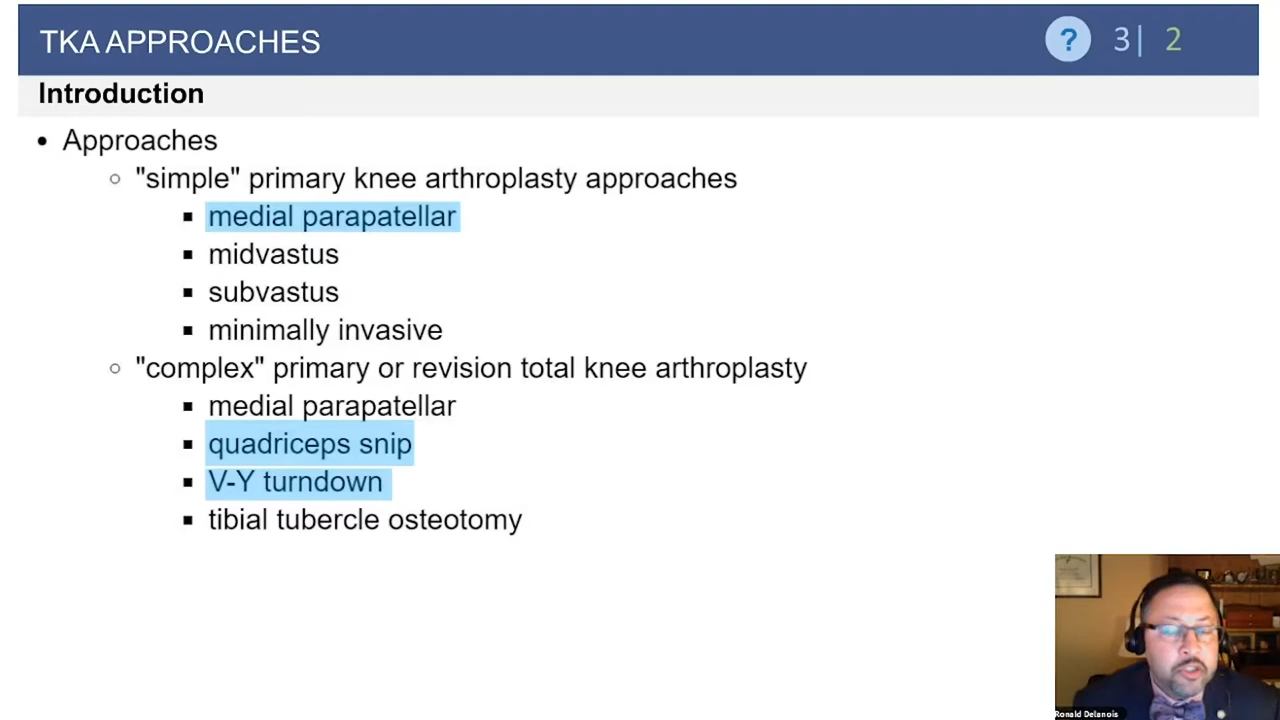 TKA APPROACHES
? 3| 2
Introduction
• Approaches
○ "simple" primary knee arthroplasty approaches
▪ medial parapatellar
▪ midvastus
▪ subvastus
▪ minimally invasive
○ "complex" primary or revision total knee arthroplasty
▪ medial parapatellar
▪ quadriceps snip
▪ V-Y turndown
▪ tibial tubercle osteotomy
Ronald Delanois